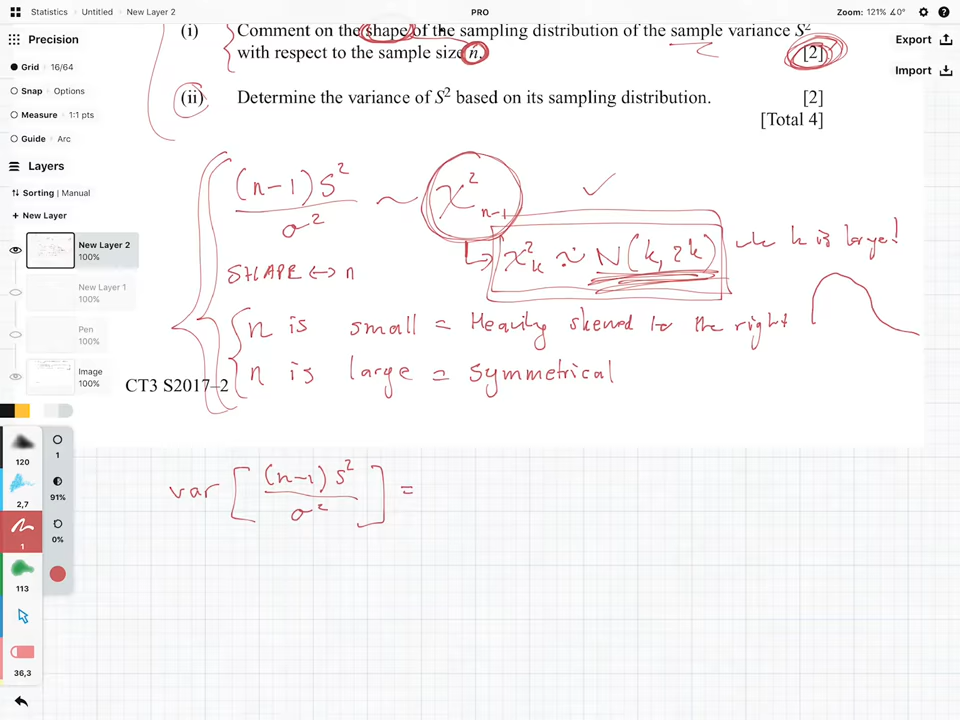 Statistics › Untitled › New Layer 2
PRO
Zoom: 121% ∠0°
Precision
Grid › 16/64
Snap › Options
Measure › 1:1 pts
Guide › Arc
Layers
Sorting | Manual
+ New Layer
New Layer 2
100%
New Layer 1
100%
Pen
100%
Image
100%
120
1
2,7
91%
1
0%
113
36,3
Export
Import
(i) Comment on the shape of the sampling distribution of the sample variance S²
with respect to the sample size n. [2]
(ii) Determine the variance of S² based on its sampling distribution. [2]
[Total 4]
(n-1)S² / σ² ~ χ²n-1
χ²k ∼̇ N(k, 2k) when k is large!
SHAPE ↔ n
n is small = Heavily skewed to the right
n is large = symmetrical
CT3 S2017–2
var [ (n-1)S² / σ² ] =